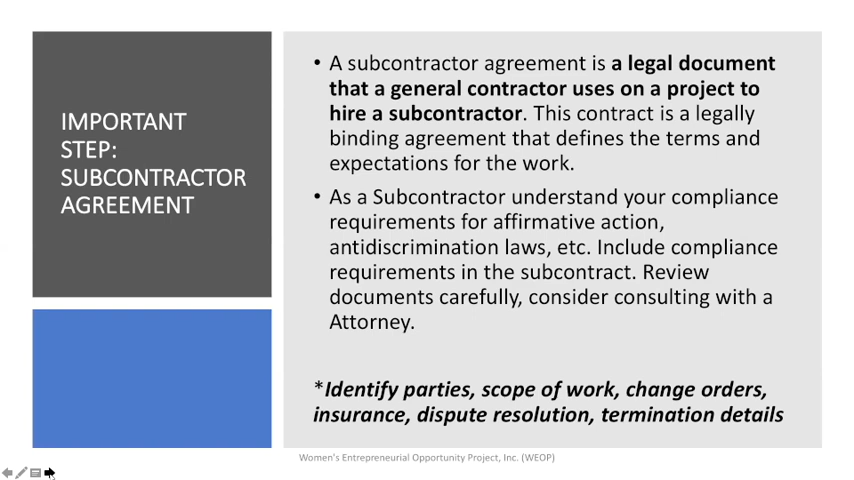 IMPORTANT
STEP:
SUBCONTRACTOR
AGREEMENT
• A subcontractor agreement is a legal document
that a general contractor uses on a project to
hire a subcontractor. This contract is a legally
binding agreement that defines the terms and
expectations for the work.
• As a Subcontractor understand your compliance
requirements for affirmative action,
antidiscrimination laws, etc. Include compliance
requirements in the subcontract. Review
documents carefully, consider consulting with a
Attorney.
*Identify parties, scope of work, change orders,
insurance, dispute resolution, termination details
Women's Entrepreneurial Opportunity Project, Inc. (WEOP)